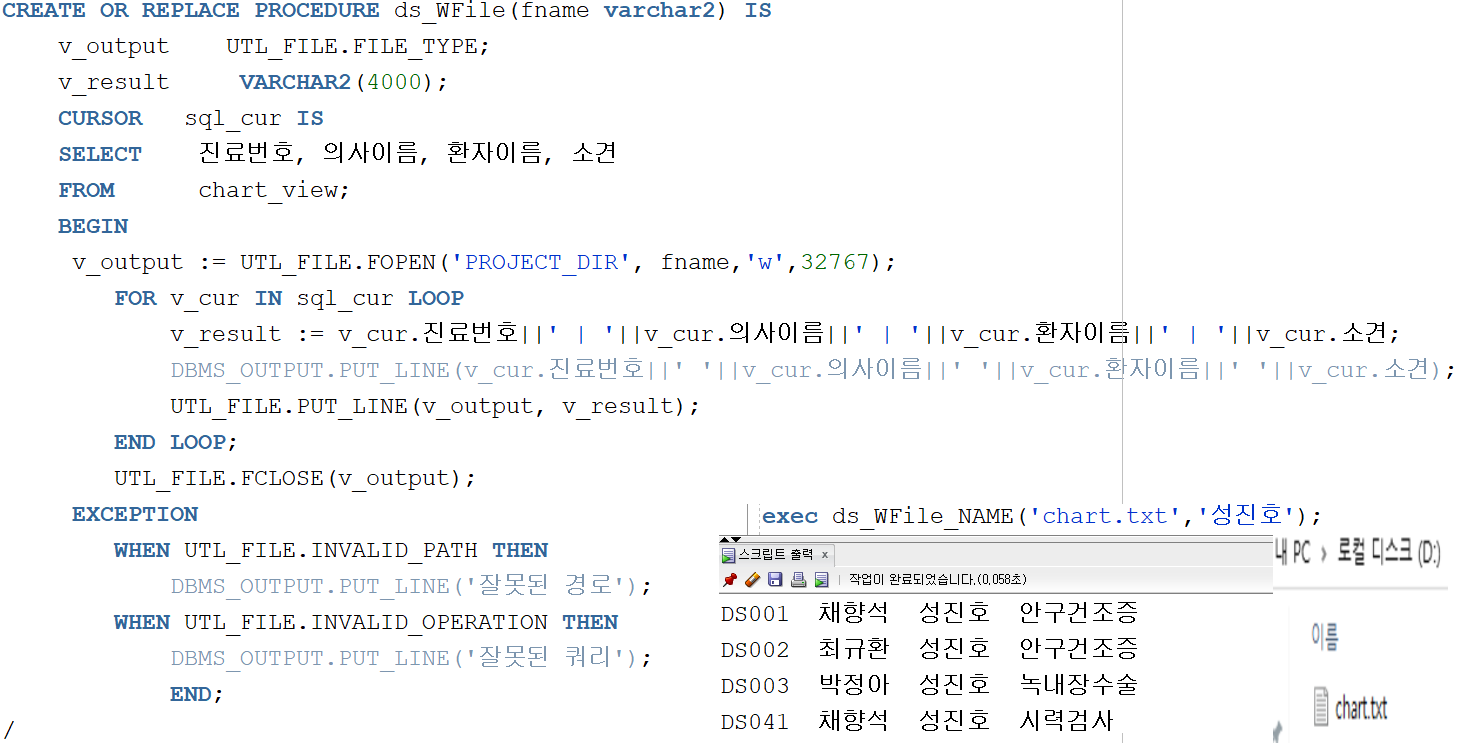 CREATE OR REPLACE PROCEDURE ds_WFile(fname varchar2) IS
v_output UTL_FILE.FILE_TYPE;
v_result VARCHAR2(4000);
CURSOR sql_cur IS
SELECT 진료번호, 의사이름, 환자이름, 소견
FROM chart_view;
BEGIN
v_output := UTL_FILE.FOPEN('PROJECT_DIR', fname,'w',32767);
FOR v_cur IN sql_cur LOOP
v_result := v_cur.진료번호||' | '||v_cur.의사이름||' | '||v_cur.환자이름||' | '||v_cur.소견;
DBMS_OUTPUT.PUT_LINE(v_cur.진료번호||' '||v_cur.의사이름||' '||v_cur.환자이름||' '||v_cur.소견);
UTL_FILE.PUT_LINE(v_output, v_result);
END LOOP;
UTL_FILE.FCLOSE(v_output);
EXCEPTION
WHEN UTL_FILE.INVALID_PATH THEN
DBMS_OUTPUT.PUT_LINE('잘못된 경로');
WHEN UTL_FILE.INVALID_OPERATION THEN
DBMS_OUTPUT.PUT_LINE('잘못된 쿼리');
END;
/
exec ds_WFile_NAME('chart.txt','성진호');
스크립트 출력 x
작업이 완료되었습니다.(0,058초)
DS001 채향석 성진호 안구건조증
DS002 최규환 성진호 안구건조증
DS003 박정아 성진호 녹내장수술
DS041 채향석 성진호 시력검사
내 PC › 로컬 디스크 (D:)
이름
chart.txt